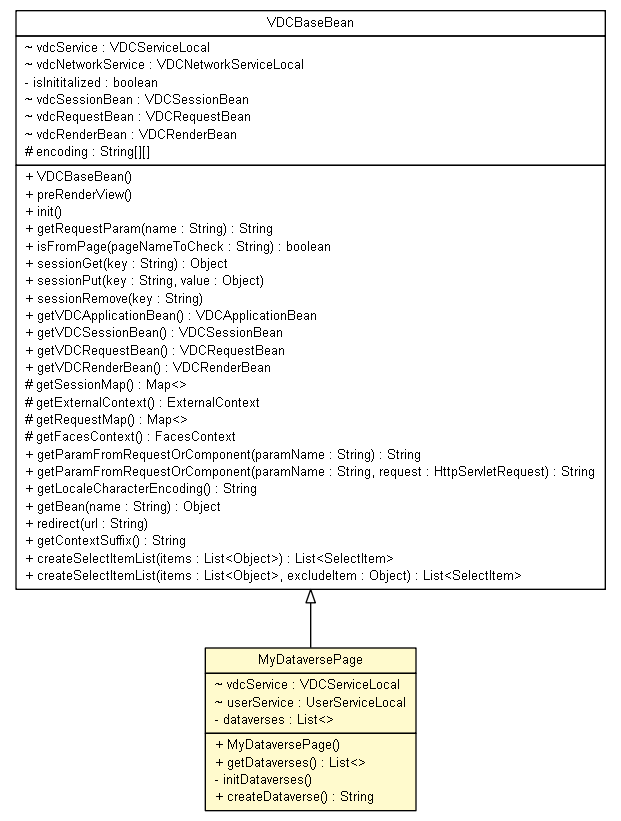 VDCBaseBean
~ vdcService : VDCServiceLocal
~ vdcNetworkService : VDCNetworkServiceLocal
- isInititalized : boolean
~ vdcSessionBean : VDCSessionBean
~ vdcRequestBean : VDCRequestBean
~ vdcRenderBean : VDCRenderBean
# encoding : String[][]
+ VDCBaseBean()
+ preRenderView()
+ init()
+ getRequestParam(name : String) : String
+ isFromPage(pageNameToCheck : String) : boolean
+ sessionGet(key : String) : Object
+ sessionPut(key : String, value : Object)
+ sessionRemove(key : String)
+ getVDCApplicationBean() : VDCApplicationBean
+ getVDCSessionBean() : VDCSessionBean
+ getVDCRequestBean() : VDCRequestBean
+ getVDCRenderBean() : VDCRenderBean
# getSessionMap() : Map<>
# getExternalContext() : ExternalContext
# getRequestMap() : Map<>
# getFacesContext() : FacesContext
+ getParamFromRequestOrComponent(paramName : String) : String
+ getParamFromRequestOrComponent(paramName : String, request : HttpServletRequest) : String
+ getLocaleCharacterEncoding() : String
+ getBean(name : String) : Object
+ redirect(url : String)
+ getContextSuffix() : String
+ createSelectItemList(items : List<Object>) : List<SelectItem>
+ createSelectItemList(items : List<Object>, excludeItem : Object) : List<SelectItem>
MyDataversePage
~ vdcService : VDCServiceLocal
~ userService : UserServiceLocal
- dataverses : List<>
+ MyDataversePage()
+ getDataverses() : List<>
- initDataverses()
+ createDataverse() : String